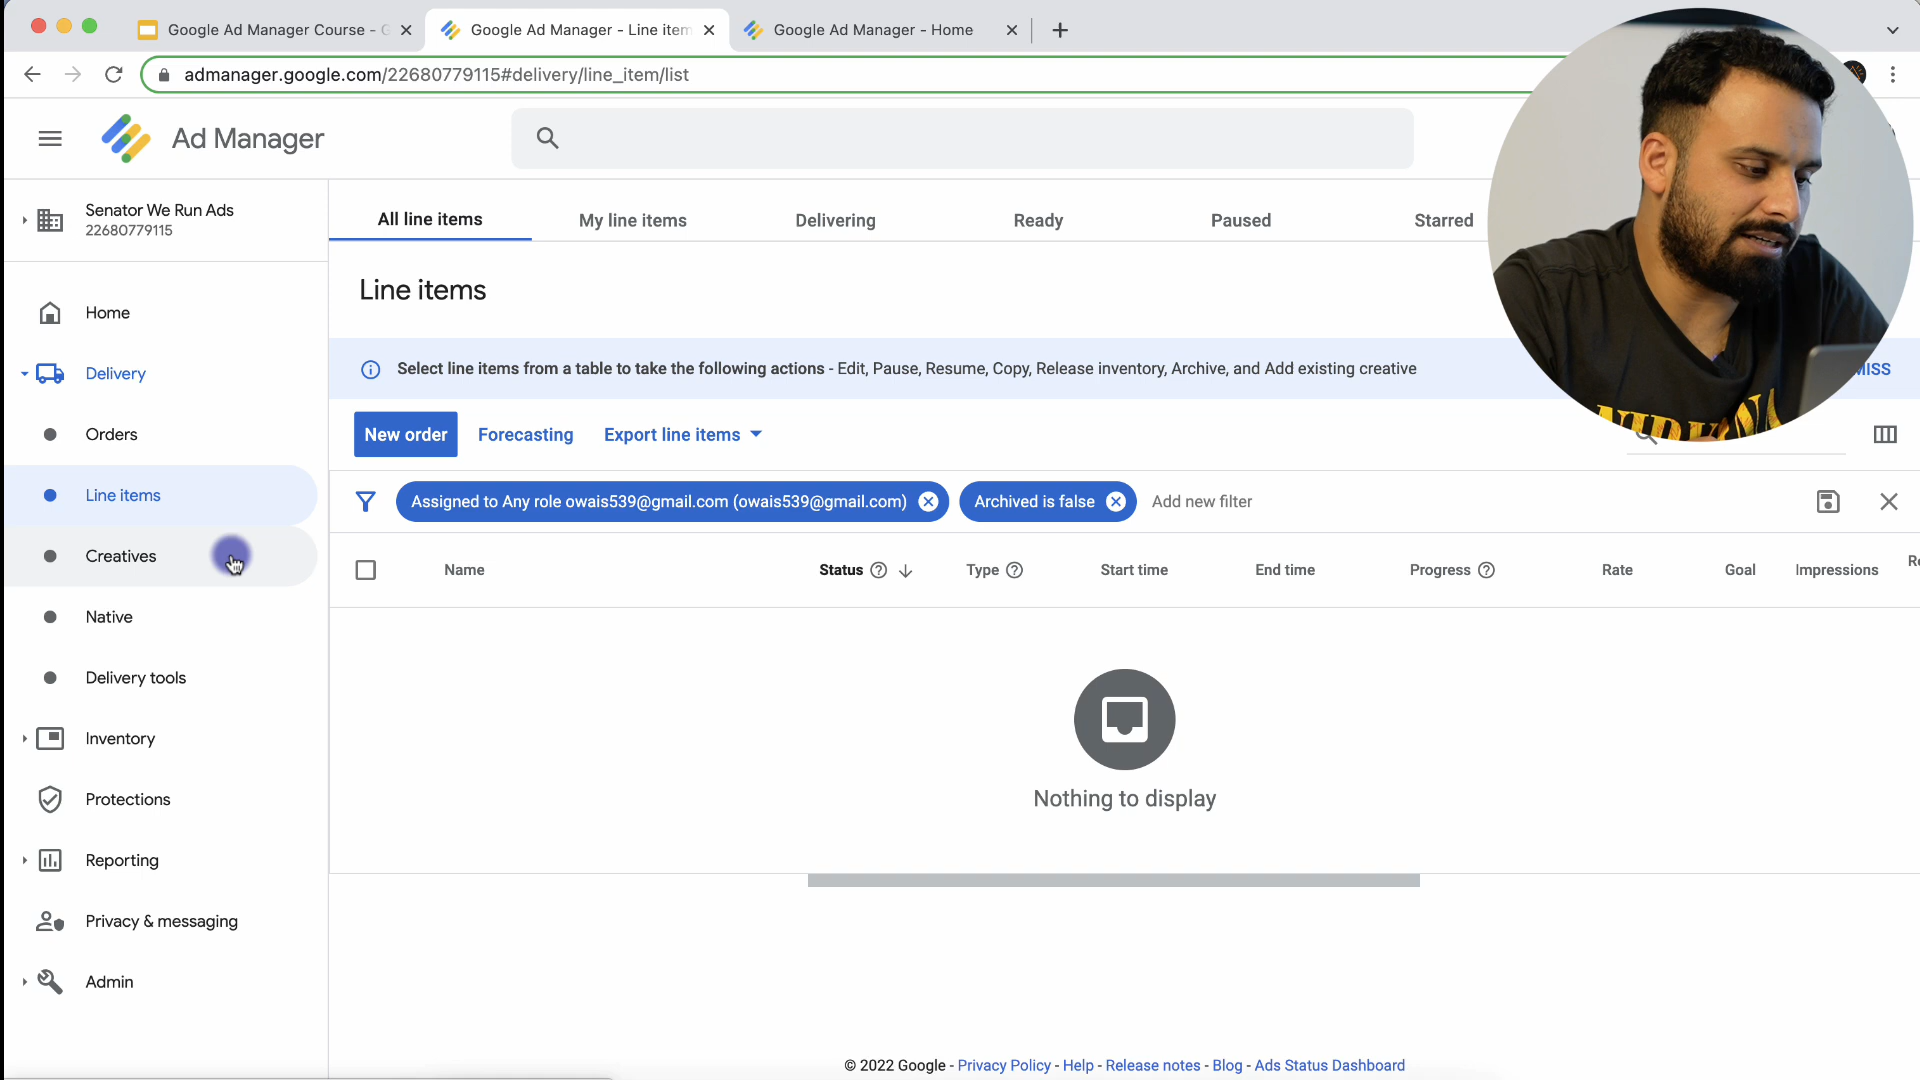 Google Ad Manager Course - G
Google Ad Manager - Line item
Google Ad Manager - Home
admanager.google.com/22680779115#delivery/line_item/list
Ad Manager
Senator We Run Ads
22680779115
Home
Delivery
Orders
Line items
Creatives
Native
Delivery tools
Inventory
Protections
Reporting
Privacy & messaging
Admin
All line items
My line items
Delivering
Ready
Paused
Starred
Line items
Select line items from a table to take the following actions - Edit, Pause, Resume, Copy, Release inventory, Archive, and Add existing creative
MISS
New order
Forecasting
Export line items
Assigned to Any role owais539@gmail.com (owais539@gmail.com)
Archived is false
Add new filter
Name
Status
Type
Start time
End time
Progress
Rate
Goal
Impressions
Re
Nothing to display
© 2022 Google - Privacy Policy - Help - Release notes - Blog - Ads Status Dashboard